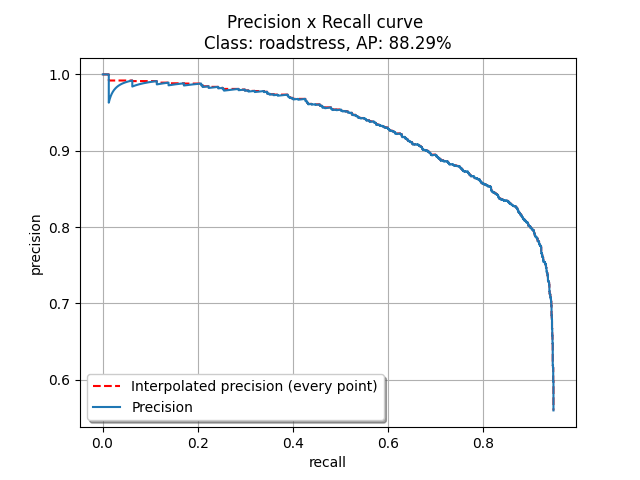 Precision x Recall curve
Class: roadstress, AP: 88.29%
1.0
0.9
0.8
0.7
0.6
precision
Interpolated precision (every point)
Precision
0.0 0.2 0.4 0.6 0.8
recall